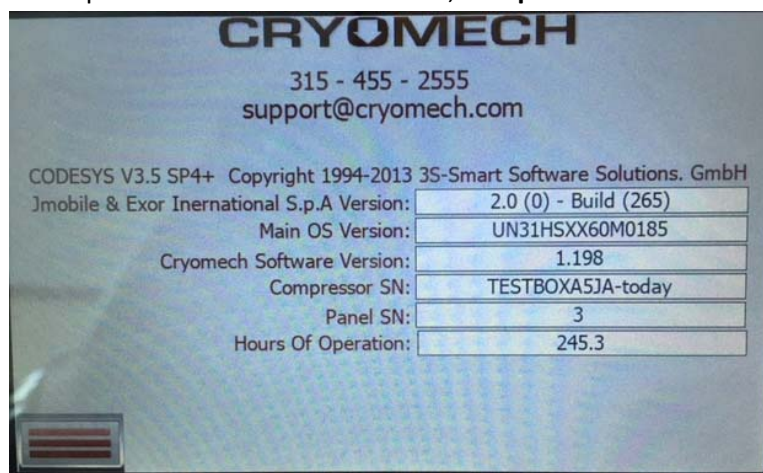 CRYOMECH
315 - 455 - 2555
support@cryomech.com
CODESYS V3.5 SP4+ Copyright 1994-2013 3S-Smart Software Solutions. GmbH
Jmobile & Exor Inernational S.p.A Version: 2.0 (0) - Build (265)
Main OS Version: UN31HSXX60M0185
Cryomech Software Version: 1.198
Compressor SN: TESTBOXA5JA-today
Panel SN: 3
Hours Of Operation: 245.3